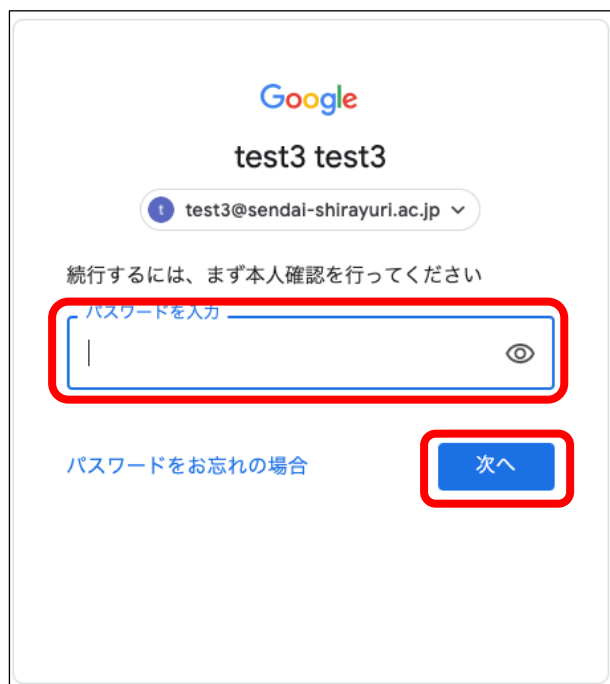 Google
test3 test3
t test3@sendai-shirayuri.ac.jp
続行するには、まず本人確認を行ってください
パスワードを入力
パスワードをお忘れの場合
次へ